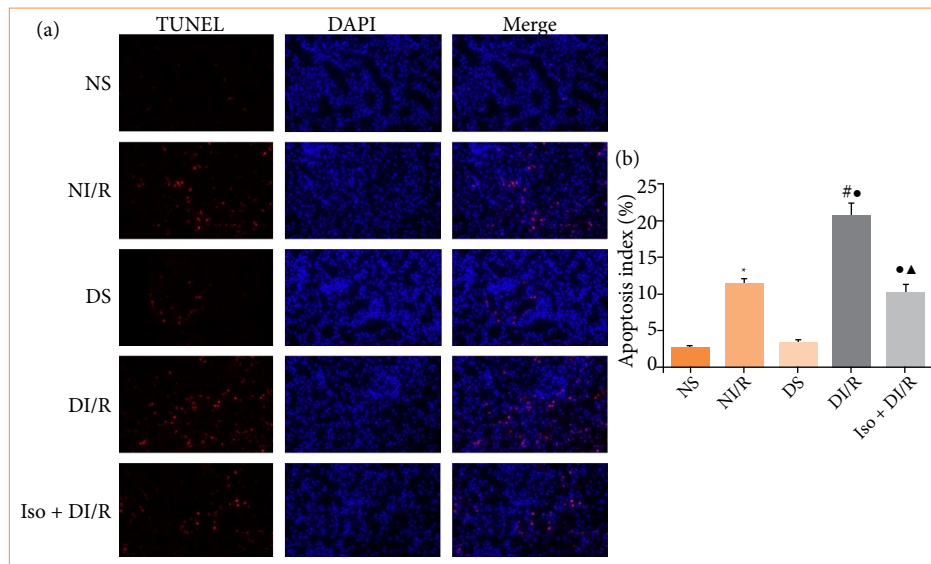 (a)
TUNEL DAPI Merge
NS
NI/R
DS
DI/R
Iso + DI/R
(b)
Apoptosis index (%)
25
20
15
10
5
0
*
#●
●▲
NS NI/R DS DI/R Iso + DI/R